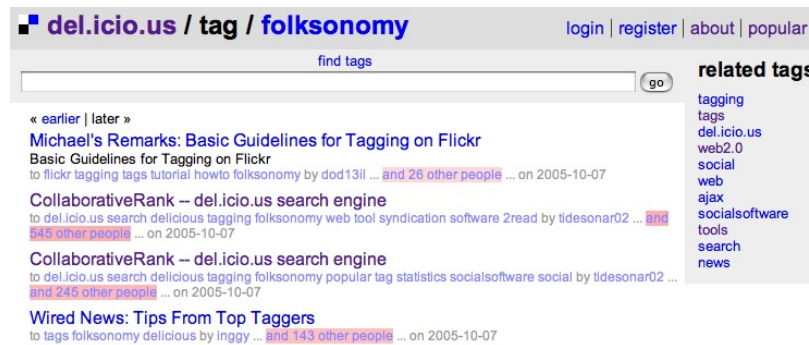 del.icio.us / tag / folksonomy
login | register | about | popular
find tags
go
« earlier | later »
Michael's Remarks: Basic Guidelines for Tagging on Flickr
Basic Guidelines for Tagging on Flickr
to flickr tagging tags tutorial howto folksonomy by dod13il ... and 26 other people ... on 2005-10-07
CollaborativeRank -- del.icio.us search engine
to del.icio.us search delicious tagging folksonomy web tool syndication software 2read by tidesonar02 ... and
545 other people ... on 2005-10-07
CollaborativeRank -- del.icio.us search engine
to del.icio.us search delicious tagging folksonomy popular tag statistics socialsoftware social by tidesonar02 ...
and 245 other people ... on 2005-10-07
Wired News: Tips From Top Taggers
to tags folksonomy delicious by inggy ... and 143 other people ... on 2005-10-07
related tags
tagging
tags
del.icio.us
web2.0
social
web
ajax
socialsoftware
tools
search
news